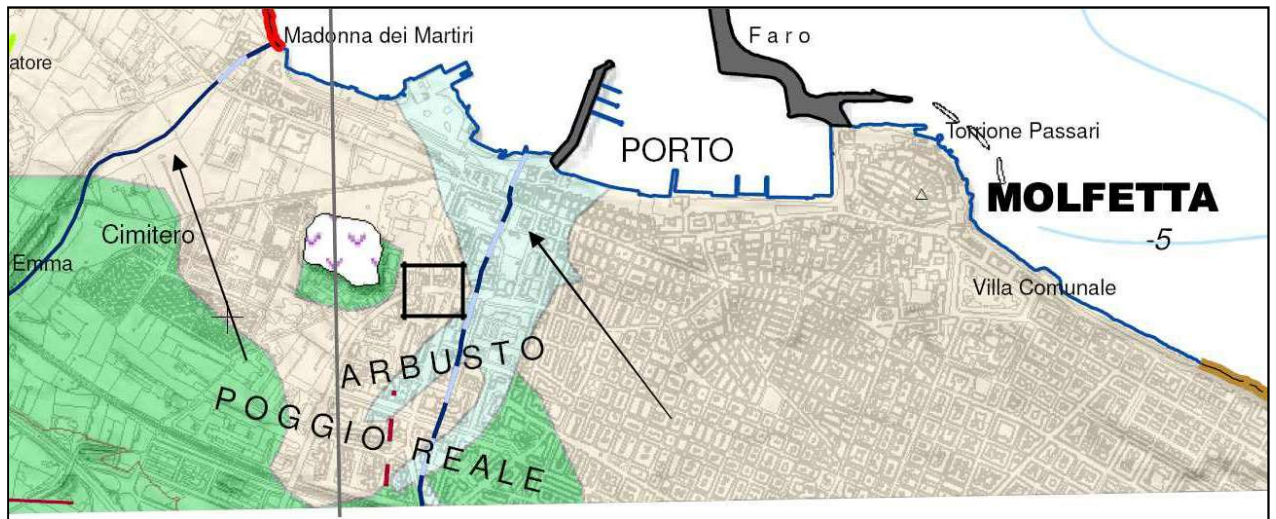 Madonna dei Martiri
Faro
atore
Torrione Passari
PORTO
MOLFETTA
-5
Cimitero
Emma
Villa Comunale
ARBUSTO
POGGIO REALE